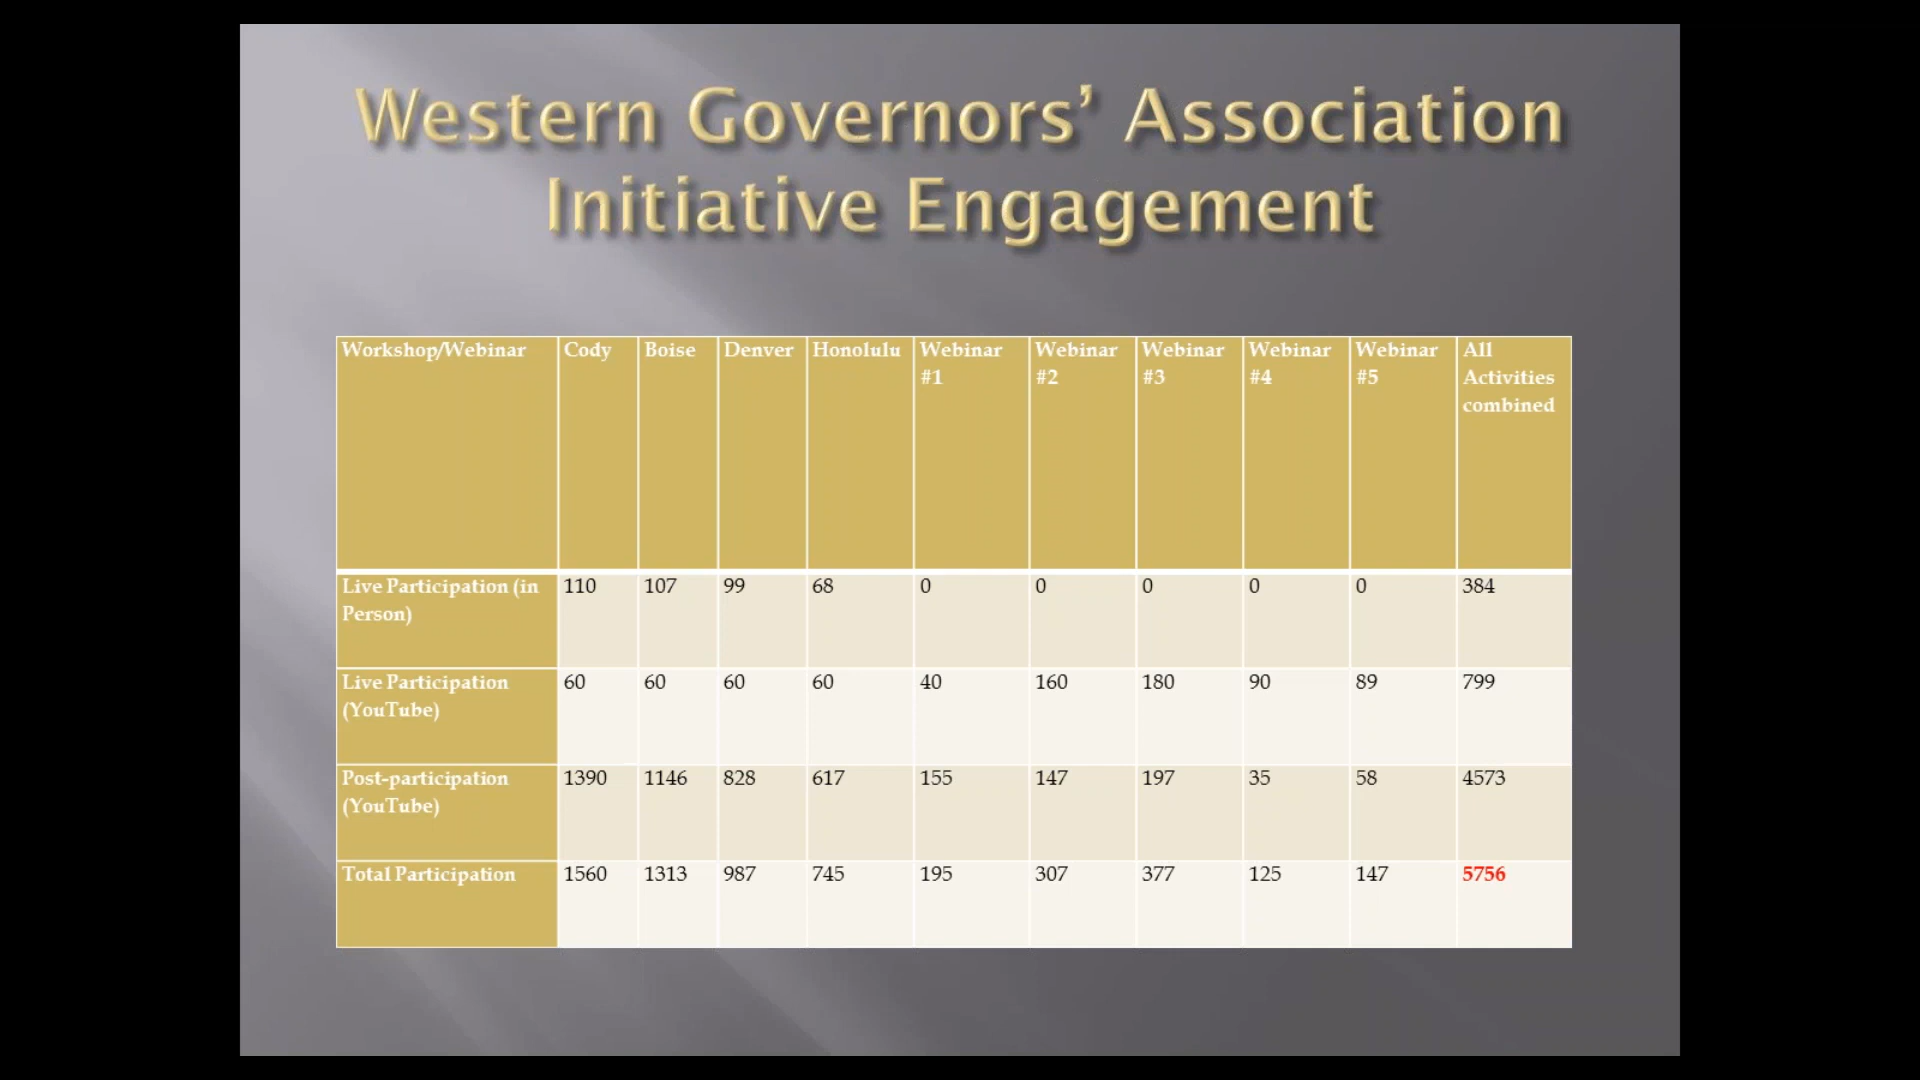 Western Governors’ Association
Initiative Engagement
Workshop/Webinar Cody Boise Denver Honolulu Webinar #1 Webinar #2 Webinar #3 Webinar #4 Webinar #5 All Activities combined
Live Participation (in Person) 110 107 99 68 0 0 0 0 0 384
Live Participation (YouTube) 60 60 60 60 40 160 180 90 89 799
Post-participation (YouTube) 1390 1146 828 617 155 147 197 35 58 4573
Total Participation 1560 1313 987 745 195 307 377 125 147 5756